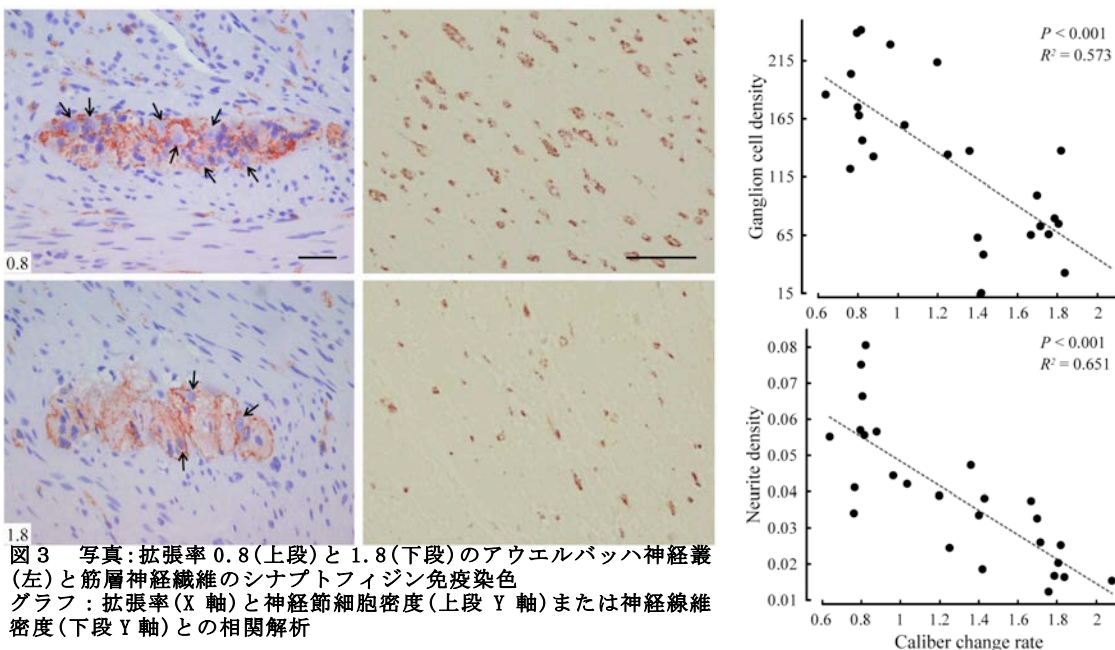 0.8
1.8
図３　写真：拡張率 0.8(上段)と 1.8(下段)のアウエルバッハ神経叢
(左)と筋層神経繊維のシナプトフィジン免疫染色
グラフ：拡張率(X 軸)と神経節細胞密度(上段 Y 軸)または神経線維
密度(下段 Y 軸)との相関解析
P < 0.001
R² = 0.573
Ganglion cell density
215
165
115
65
15
0.6 0.8 1 1.2 1.4 1.6 1.8 2
P < 0.001
R² = 0.651
Neurite density
0.08
0.07
0.06
0.05
0.04
0.03
0.02
0.01
0.6 0.8 1 1.2 1.4 1.6 1.8 2
Caliber change rate